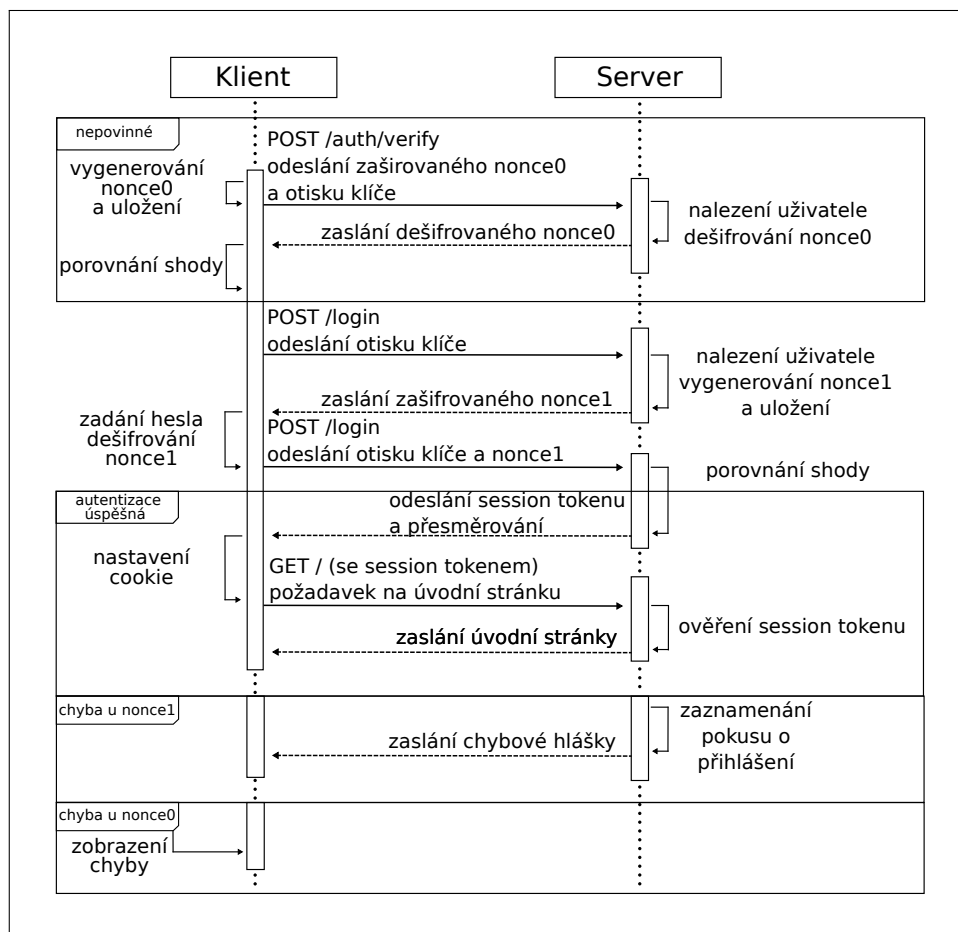 Klient
Server
nepovinné
POST /auth/verify
odeslání zaširovaného nonce0
a otisku klíče
vygenerování
nonce0
a uložení
nalezení uživatele
dešifrování nonce0
zaslání dešifrovaného nonce0
porovnání shody
POST /login
odeslání otisku klíče
nalezení uživatele
vygenerování nonce1
a uložení
zaslání zašifrovaného nonce1
zadání hesla
dešifrování
nonce1
POST /login
odeslání otisku klíče a nonce1
porovnání shody
autentizace
úspěšná
odeslání session tokenu
a přesměrování
nastavení
cookie
GET / (se session tokenem)
požadavek na úvodní stránku
ověření session tokenu
zaslání úvodní stránky
chyba u nonce1
zaznamenání
pokusu o
přihlášení
zaslání chybové hlášky
chyba u nonce0
zobrazení
chyby